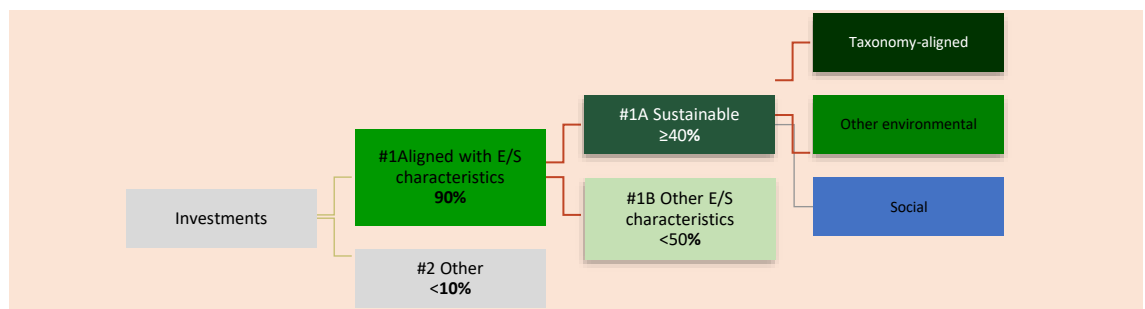 Investments
#1Aligned with E/S
characteristics
90%
#2 Other
<10%
#1A Sustainable
≥40%
#1B Other E/S
characteristics
<50%
Taxonomy-aligned
Other environmental
Social